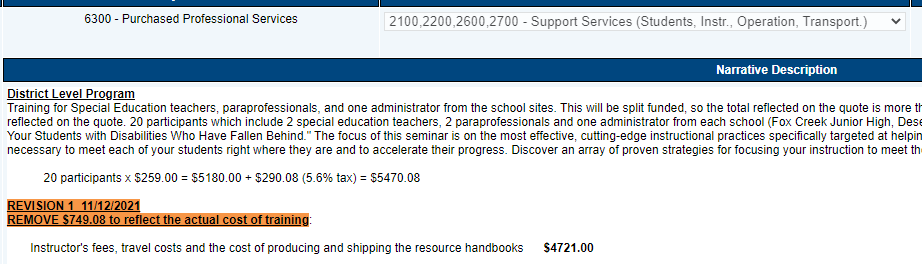 6300 - Purchased Professional Services
2100,2200,2600,2700 - Support Services (Students, Instr., Operation, Transport.)
Narrative Description
District Level Program
Training for Special Education teachers, paraprofessionals, and one administrator from the school sites. This will be split funded, so the total reflected on the quote is more
reflected on the quote. 20 participants which include 2 special education teachers, 2 paraprofessionals and one administrator from each school (Fox Creek Junior High,
Your Students with Disabilities Who Have Fallen Behind." The focus of this seminar is on the most effective, cutting-edge instructional practices specifically targeted at
necessary to meet each of your students right where they are and to accelerate their progress. Discover an array of proven strategies for focusing your instruction to meet
20 participants x $259.00 = $5180.00 + $290.08 (5.6% tax) = $5470.08
REVISION 1 11/12/2021
REMOVE $749.08 to reflect the actual cost of training:
Instructor's fees, travel costs and the cost of producing and shipping the resource handbooks $4721.00